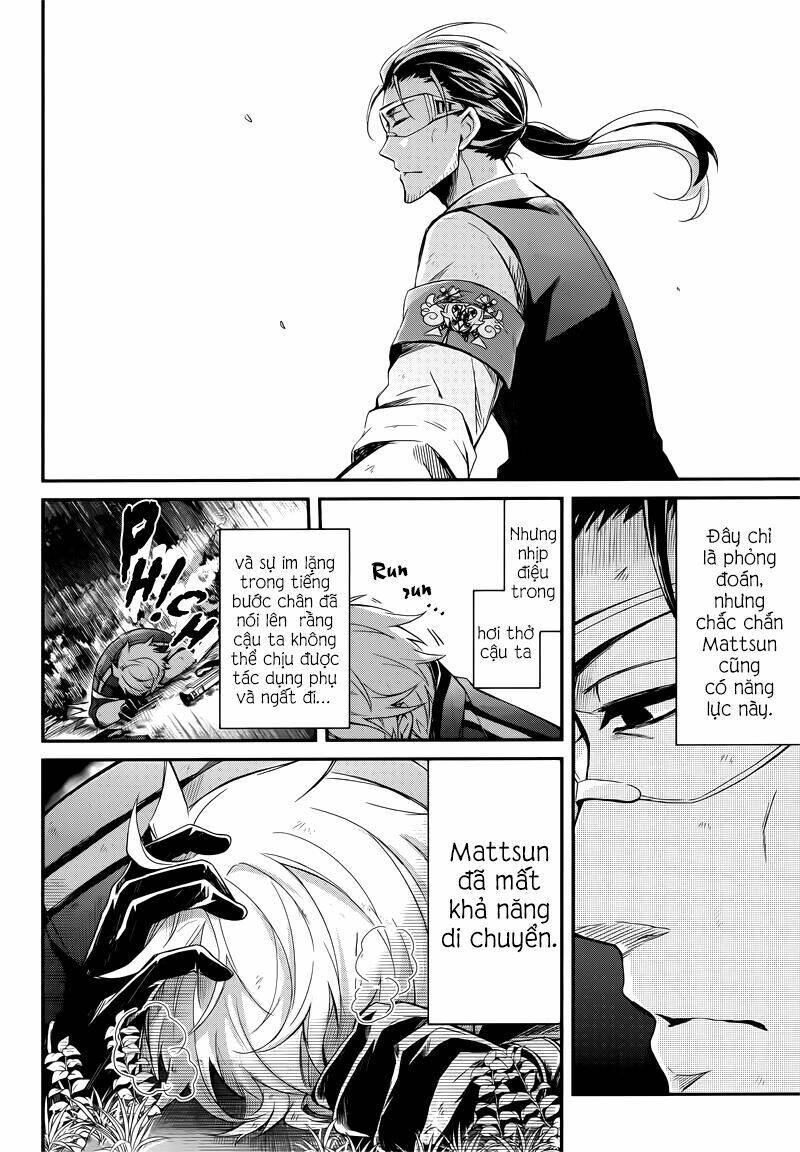 Đây chỉ
là phỏng
đoán,
nhưng
chắc chắn
Mattsun
cũng
có năng
lực này.
Nhưng
nhịp
điệu trong
hơi thở
cậu ta
Run
run
...
và sự im lặng
trong tiếng
bước chân đã
nói lên rằng
cậu ta không
thể chịu được
tác dụng phụ
và ngất đi...
PHỊCH
Mattsun
đã mất
khả năng
di chuyển.